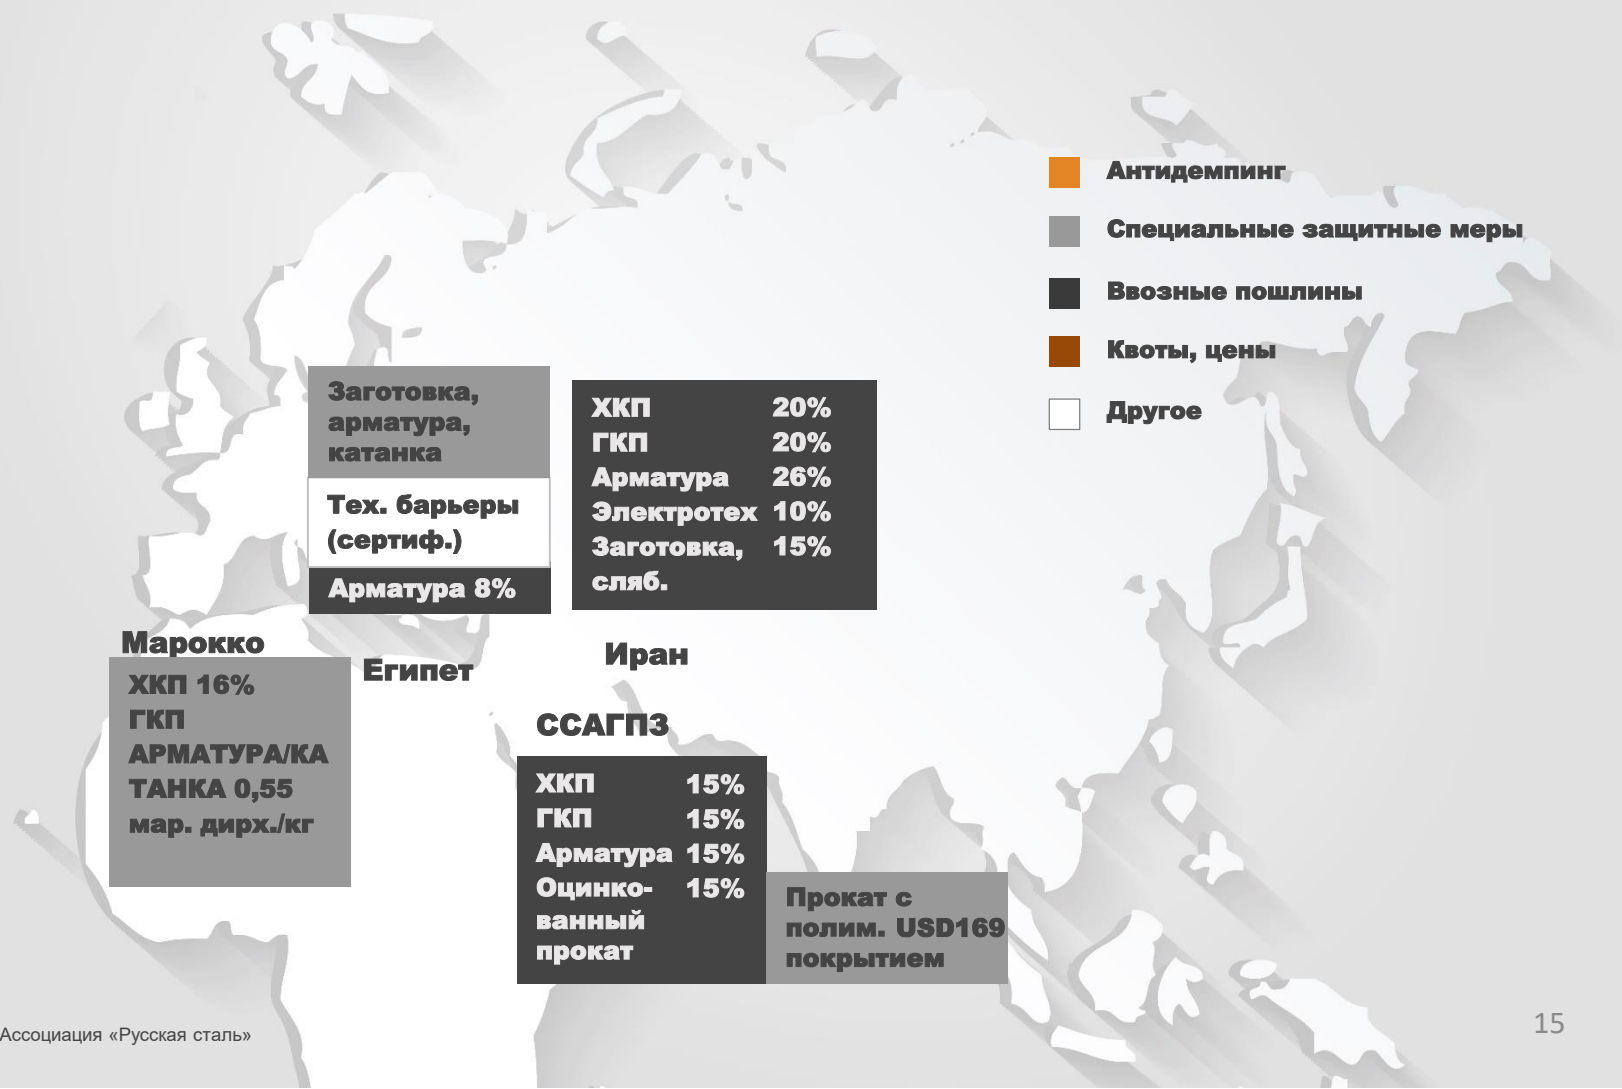 Антидемпинг
Специальные защитные меры
Ввозные пошлины
Квоты, цены
Другое
Заготовка,
арматура,
катанка
Тех. барьеры
(сертиф.)
Арматура 8%
Египет
ХКП 20%
ГКП 20%
Арматура 26%
Электротех 10%
Заготовка, 15%
сляб.
Иран
Марокко
ХКП 16%
ГКП
АРМАТУРА/КА
ТАНКА 0,55
мар. дирх./кг
ССАГПЗ
ХКП 15%
ГКП 15%
Арматура 15%
Оцинко- 15%
ванный
прокат
Прокат с
полим. USD169
покрытием
Ассоциация «Русская сталь»
15